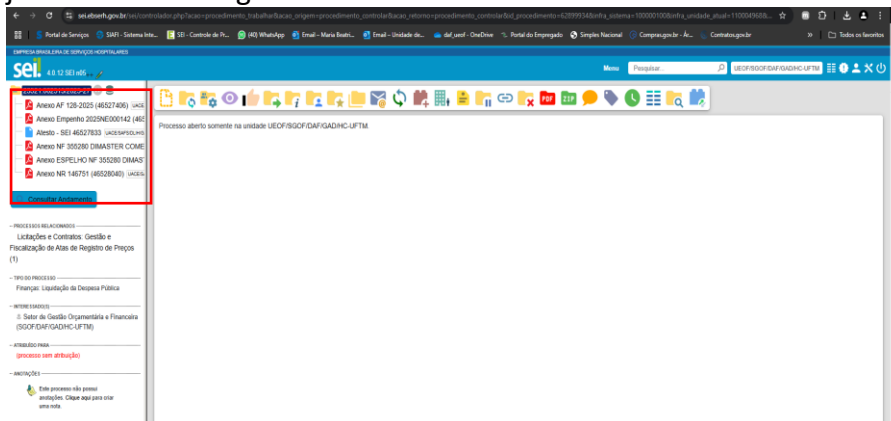 sei.ebserh.gov.br/sei/controlador.php?acao=procedimento_trabalhar&acao_origem=procedimento_controlar&acao_retorno=procedimento_controlar&id_procedimento=62899934&infra_sistema=100000100&infra_unidade_atual=110004968&...
Portal de Serviços SIAFI - Sistema Inte... SEI - Controle de Pr... (40) WhatsApp Email – Maria Beatri... Email – Unidade de... daf_ueof - OneDrive Portal do Empregado Simples Nacional Compras.gov.br - Ár... Contratos.gov.br » Todos os favoritos
EMPRESA BRASILEIRA DE SERVIÇOS HOSPITALARES
sei. 4.0.12 SEI n05 Menu Pesquisar... UEOF/SGOF/DAF/GAD/HC-UFTM
Anexo AF 128-2025 (46527406)
Anexo Empenho 2025NE000142 (465
Atesto - SEI 46527833
Anexo NF 355280 DIMASTER COME
Anexo ESPELHO NF 355280 DIMAS
Anexo NR 146751 (46528040)
Consultar Andamento
PDF ZIP
Processo aberto somente na unidade UEOF/SGOF/DAF/GAD/HC-UFTM.
PROCESSOS RELACIONADOS
Licitações e Contratos: Gestão e
Fiscalização de Atas de Registro de Preços
(1)
TIPO DO PROCESSO
Finanças: Liquidação da Despesa Pública
INTERESSADO(S)
Setor de Gestão Orçamentária e Financeira
(SGOF/DAF/GAD/HC-UFTM)
ATRIBUÍDO PARA
(processo sem atribuição)
ANOTAÇÕES
Este processo não possui
anotações. Clique aqui para criar
uma nota.